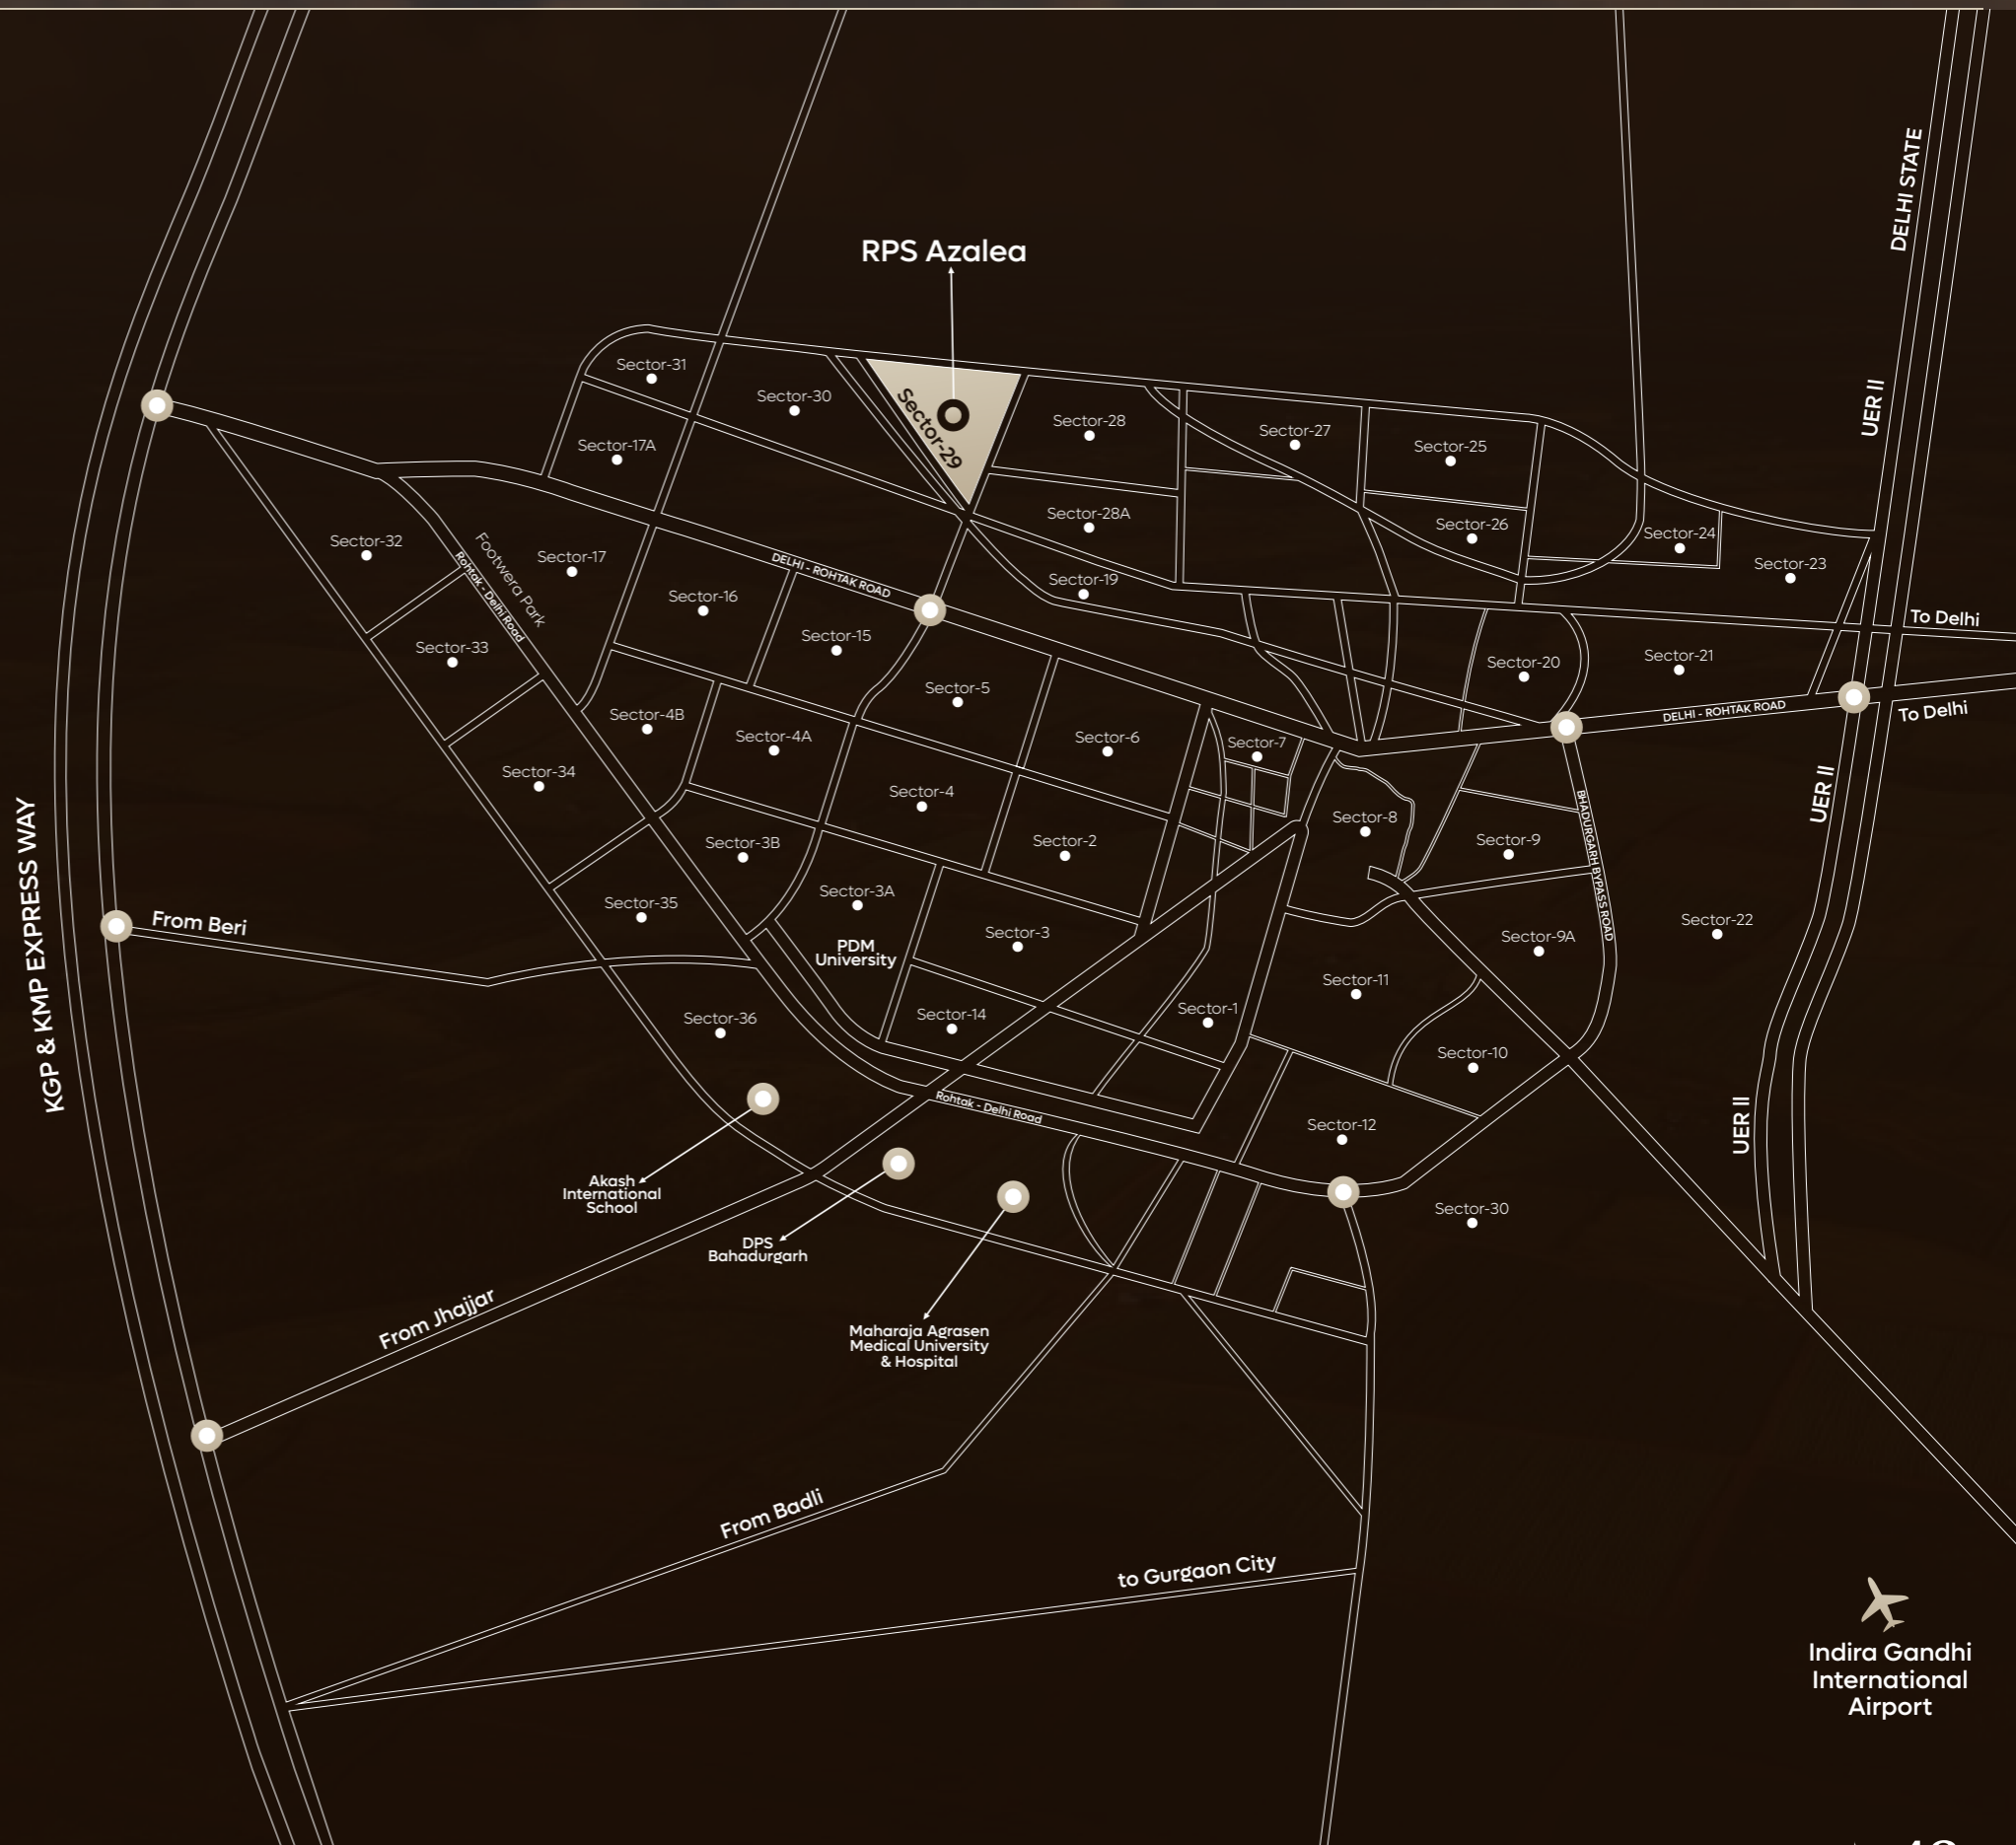 DELHI STATE
RPS Azalea
Sector-31
Sector-30
Sector-29
Sector-28
Sector-27
Sector-25
UER II
Sector-17A
Sector-28A
Sector-26
Sector-24
Sector-23
Sector-32
Footwera Park
Rohtak - Delhi Road
Sector-17
DELHI - ROHTAK ROAD
Sector-19
Sector-16
Sector-15
To Delhi
Sector-33
Sector-20
Sector-21
Sector-5
Sector-4B
Sector-4A
Sector-6
Sector-7
DELHI - ROHTAK ROAD
To Delhi
Sector-34
Sector-4
Sector-8
UER II
Sector-3B
Sector-2
Sector-9
BHADURGARH BYPASS ROAD
KGP & KMP EXPRESS WAY
From Beri
Sector-35
Sector-3A
PDM
University
Sector-3
Sector-9A
Sector-22
Sector-11
Sector-36
Sector-14
Sector-1
Sector-10
Rohtak - Delhi Road
Sector-12
UER II
Akash
International
School
DPS
Bahadurgarh
Sector-30
From Jhajjar
Maharaja Agrasen
Medical University
& Hospital
From Badli
to Gurgaon City
Indira Gandhi
International
Airport